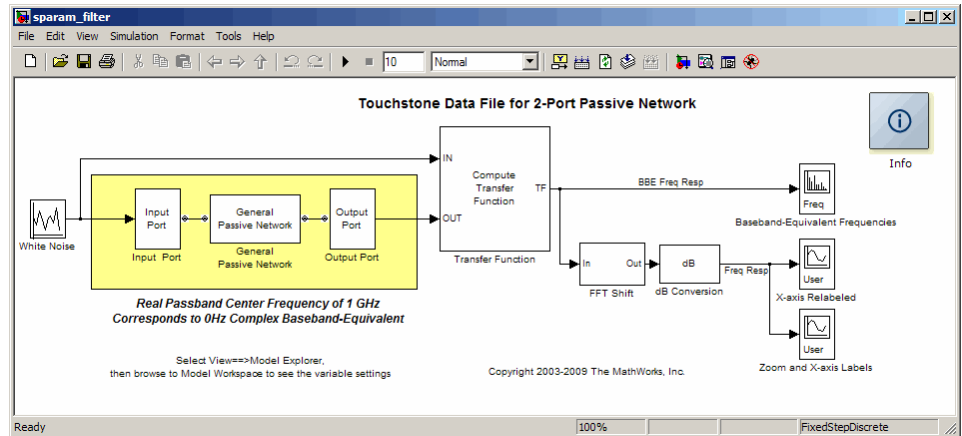 sparam_filter
File Edit View Simulation Format Tools Help
10 Normal
Touchstone Data File for 2-Port Passive Network
Info
White Noise
Input
Port
Input Port
General
Passive Network
General
Passive Network
Output
Port
Output Port
IN
OUT
Compute
Transfer
Function
TF
Transfer Function
BBE Freq Resp
Freq
Baseband-Equivalent Frequencies
In Out
FFT Shift
dB
dB Conversion
Freq Resp
User
X-axis Relabeled
User
Zoom and X-axis Labels
Real Passband Center Frequency of 1 GHz
Corresponds to 0Hz Complex Baseband-Equivalent
Select View==>Model Explorer,
then browse to Model Workspace to see the variable settings
Copyright 2003-2009 The MathWorks, Inc.
Ready 100% FixedStepDiscrete